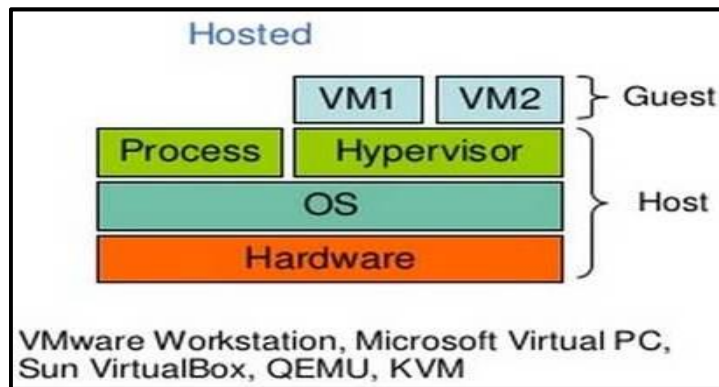 Hosted
VM1 VM2 Guest
Process Hypervisor
OS Host
Hardware
VMware Workstation, Microsoft Virtual PC,
Sun VirtualBox, QEMU, KVM